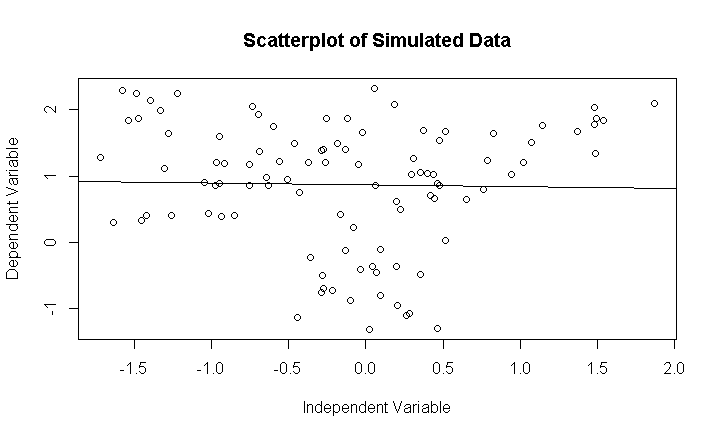 Scatterplot of Simulated Data
Dependent Variable
2
1
0
-1
-1.5 -1.0 -0.5 0.0 0.5 1.0 1.5 2.0
Independent Variable